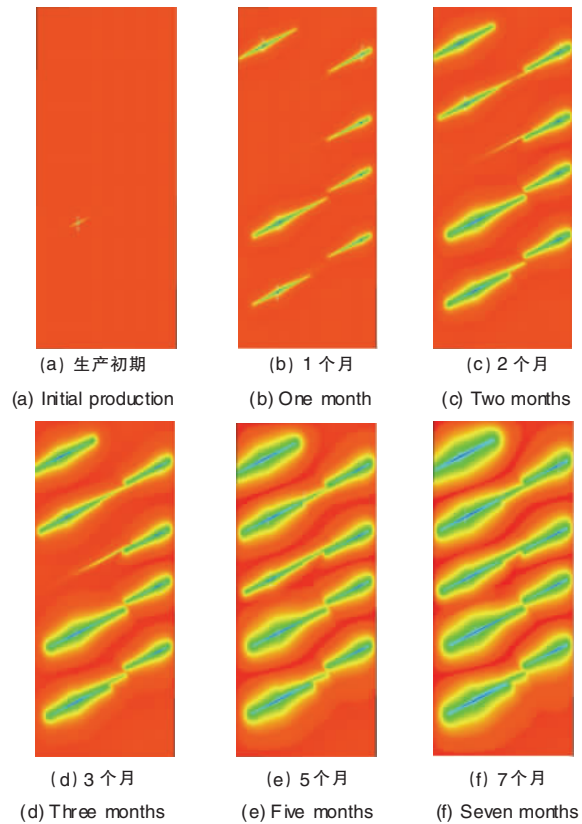 (a) 生产初期
(b) 1个月
(c) 2个月
(a) Initial production
(b) One month
(c) Two months
(d) 3个月
(e) 5个月
(f) 7个月
(d) Three months
(e) Five months
(f) Seven months